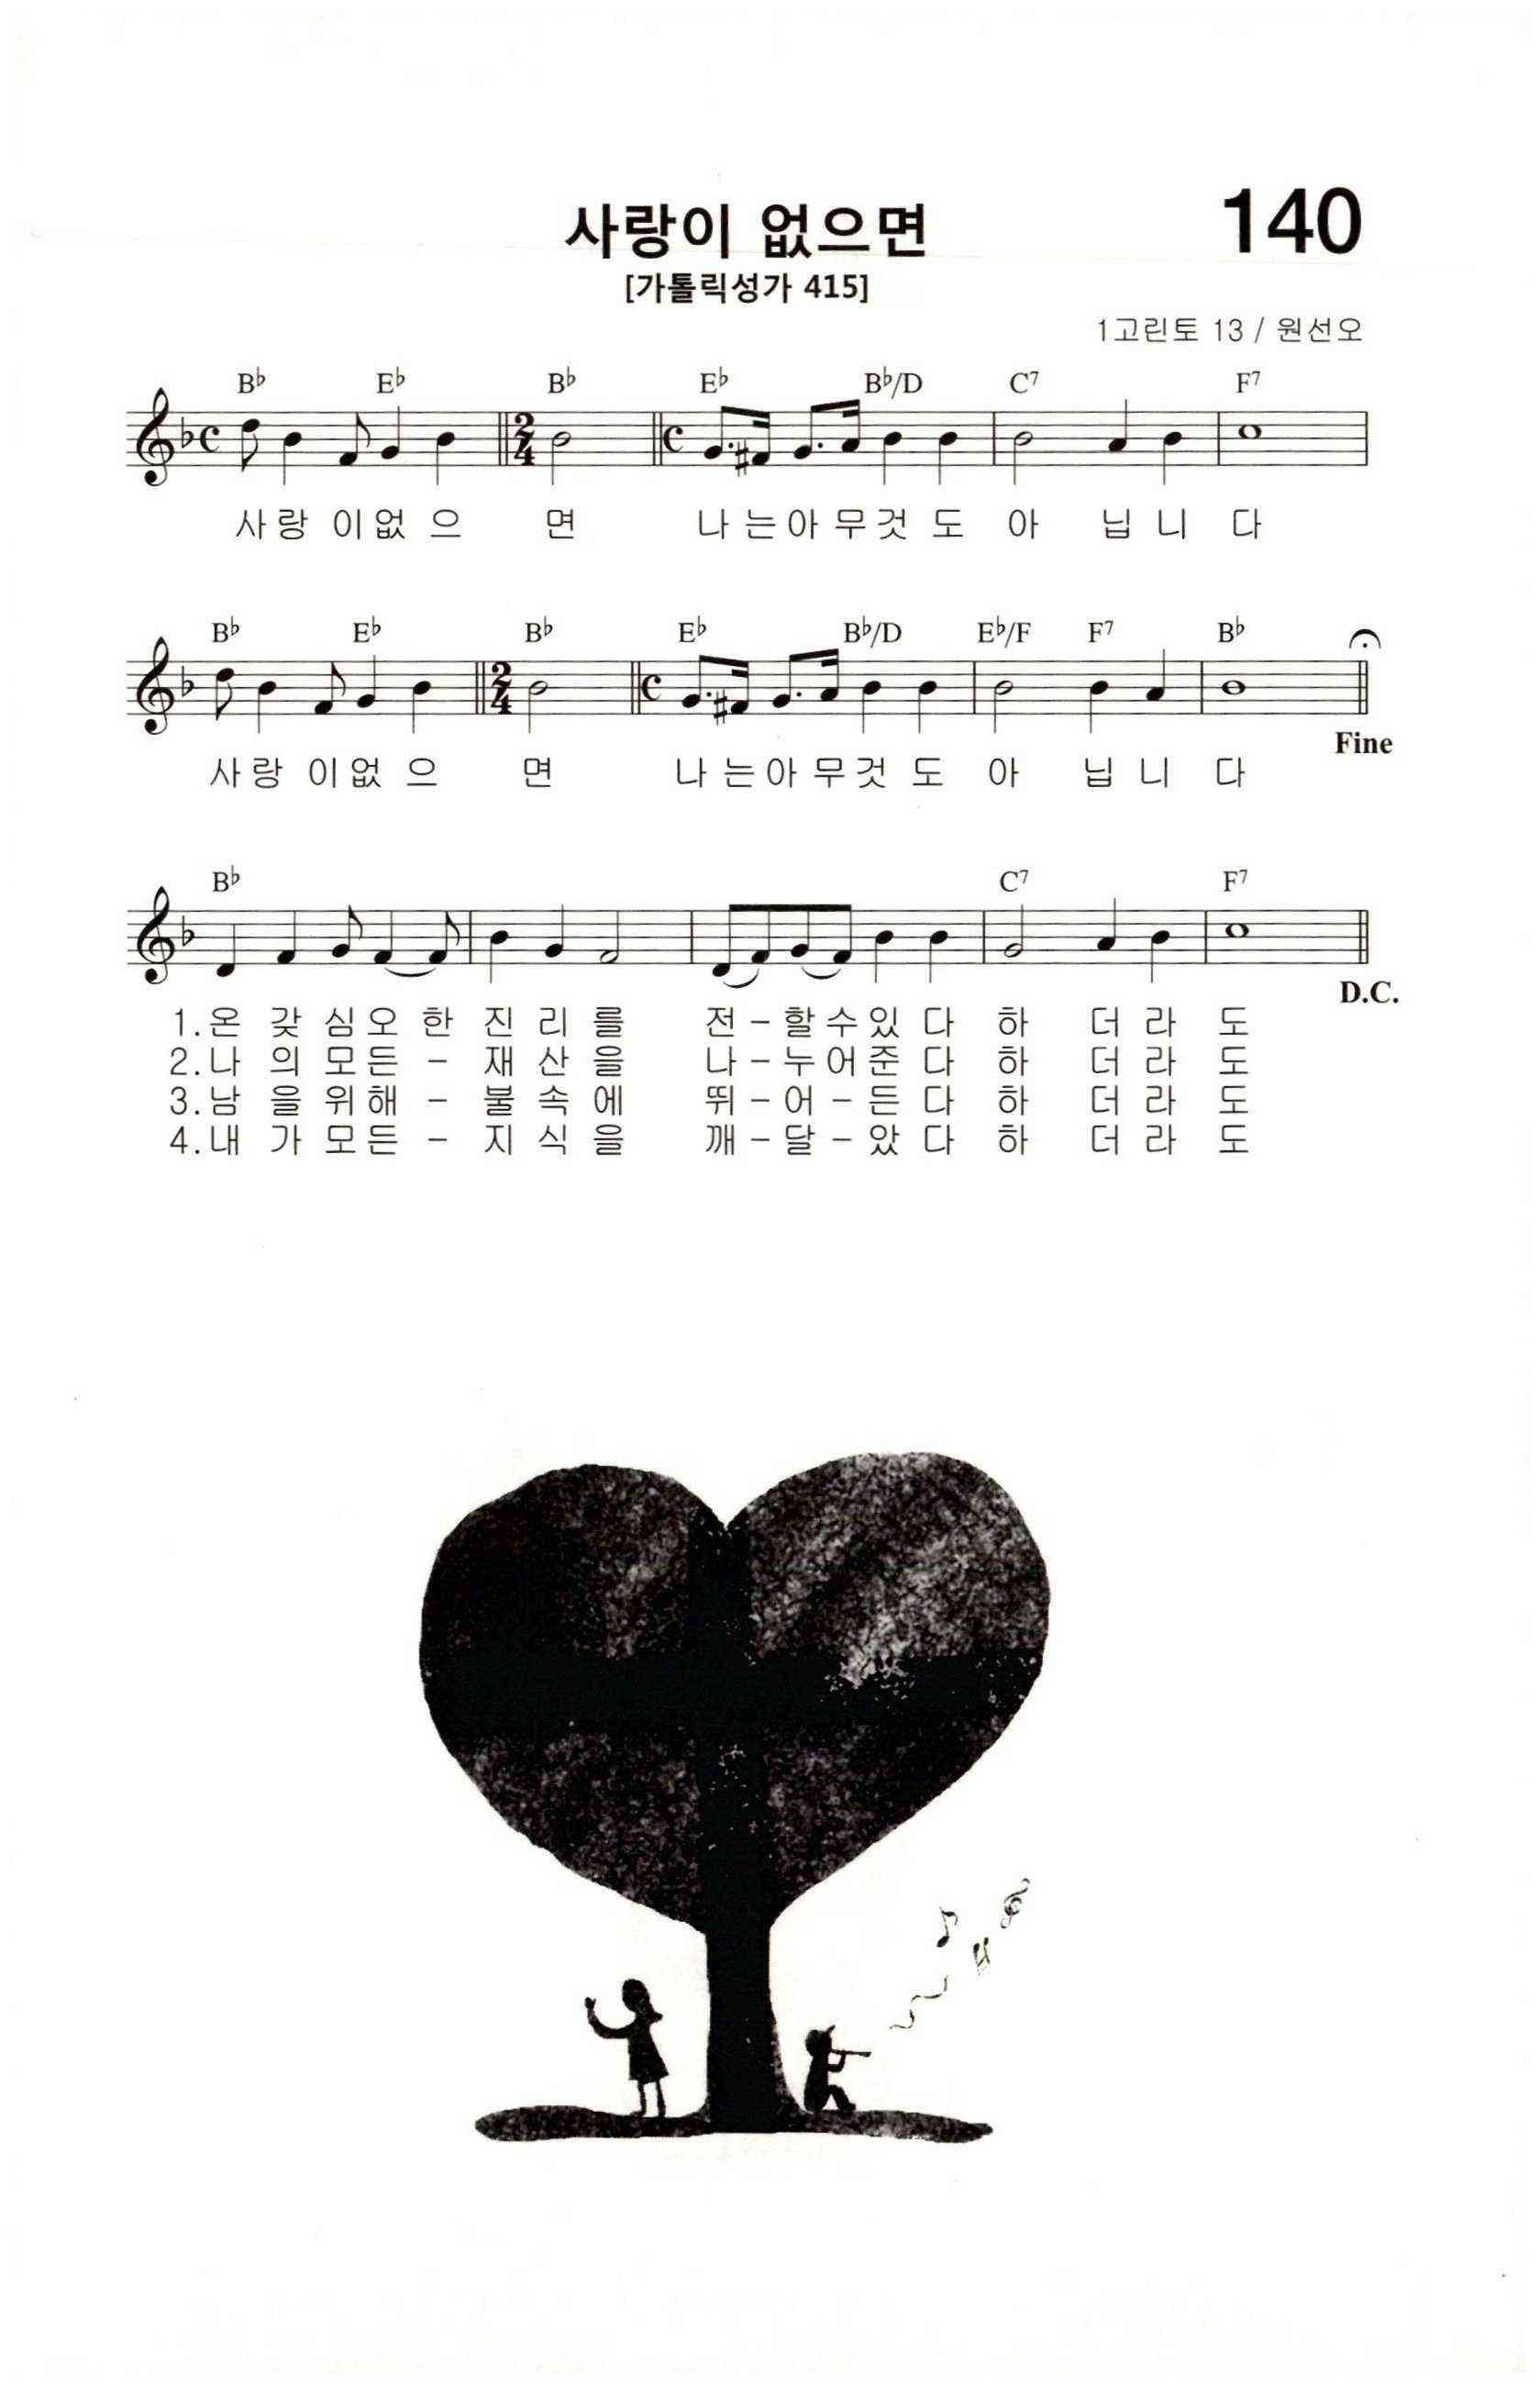 사랑이 없으면
140
[가톨릭성가 415]
1고린토 13 / 원선오
B♭ E♭ B♭ E♭ B♭/D C7 F7
사랑 이없 으 면 나는아 무것 도 아 닙 니 다
B♭ E♭ B♭ E♭ B♭/D E♭/F F7 B♭
Fine
사랑 이없 으 면 나는아 무것 도 아 닙 니 다
B♭ C7 F7
D.C.
1.온 갖 심오 한 진 리 를 전-할수있 다 하 더 라 도
2.나 의 모든 - 재 산 을 나-누어준 다 하 더 라 도
3.남 을 위해 - 불 속 에 뛰-어-든 다 하 더 라 도
4.내 가 모든 - 지 식 을 깨-달-았 다 하 더 라 도